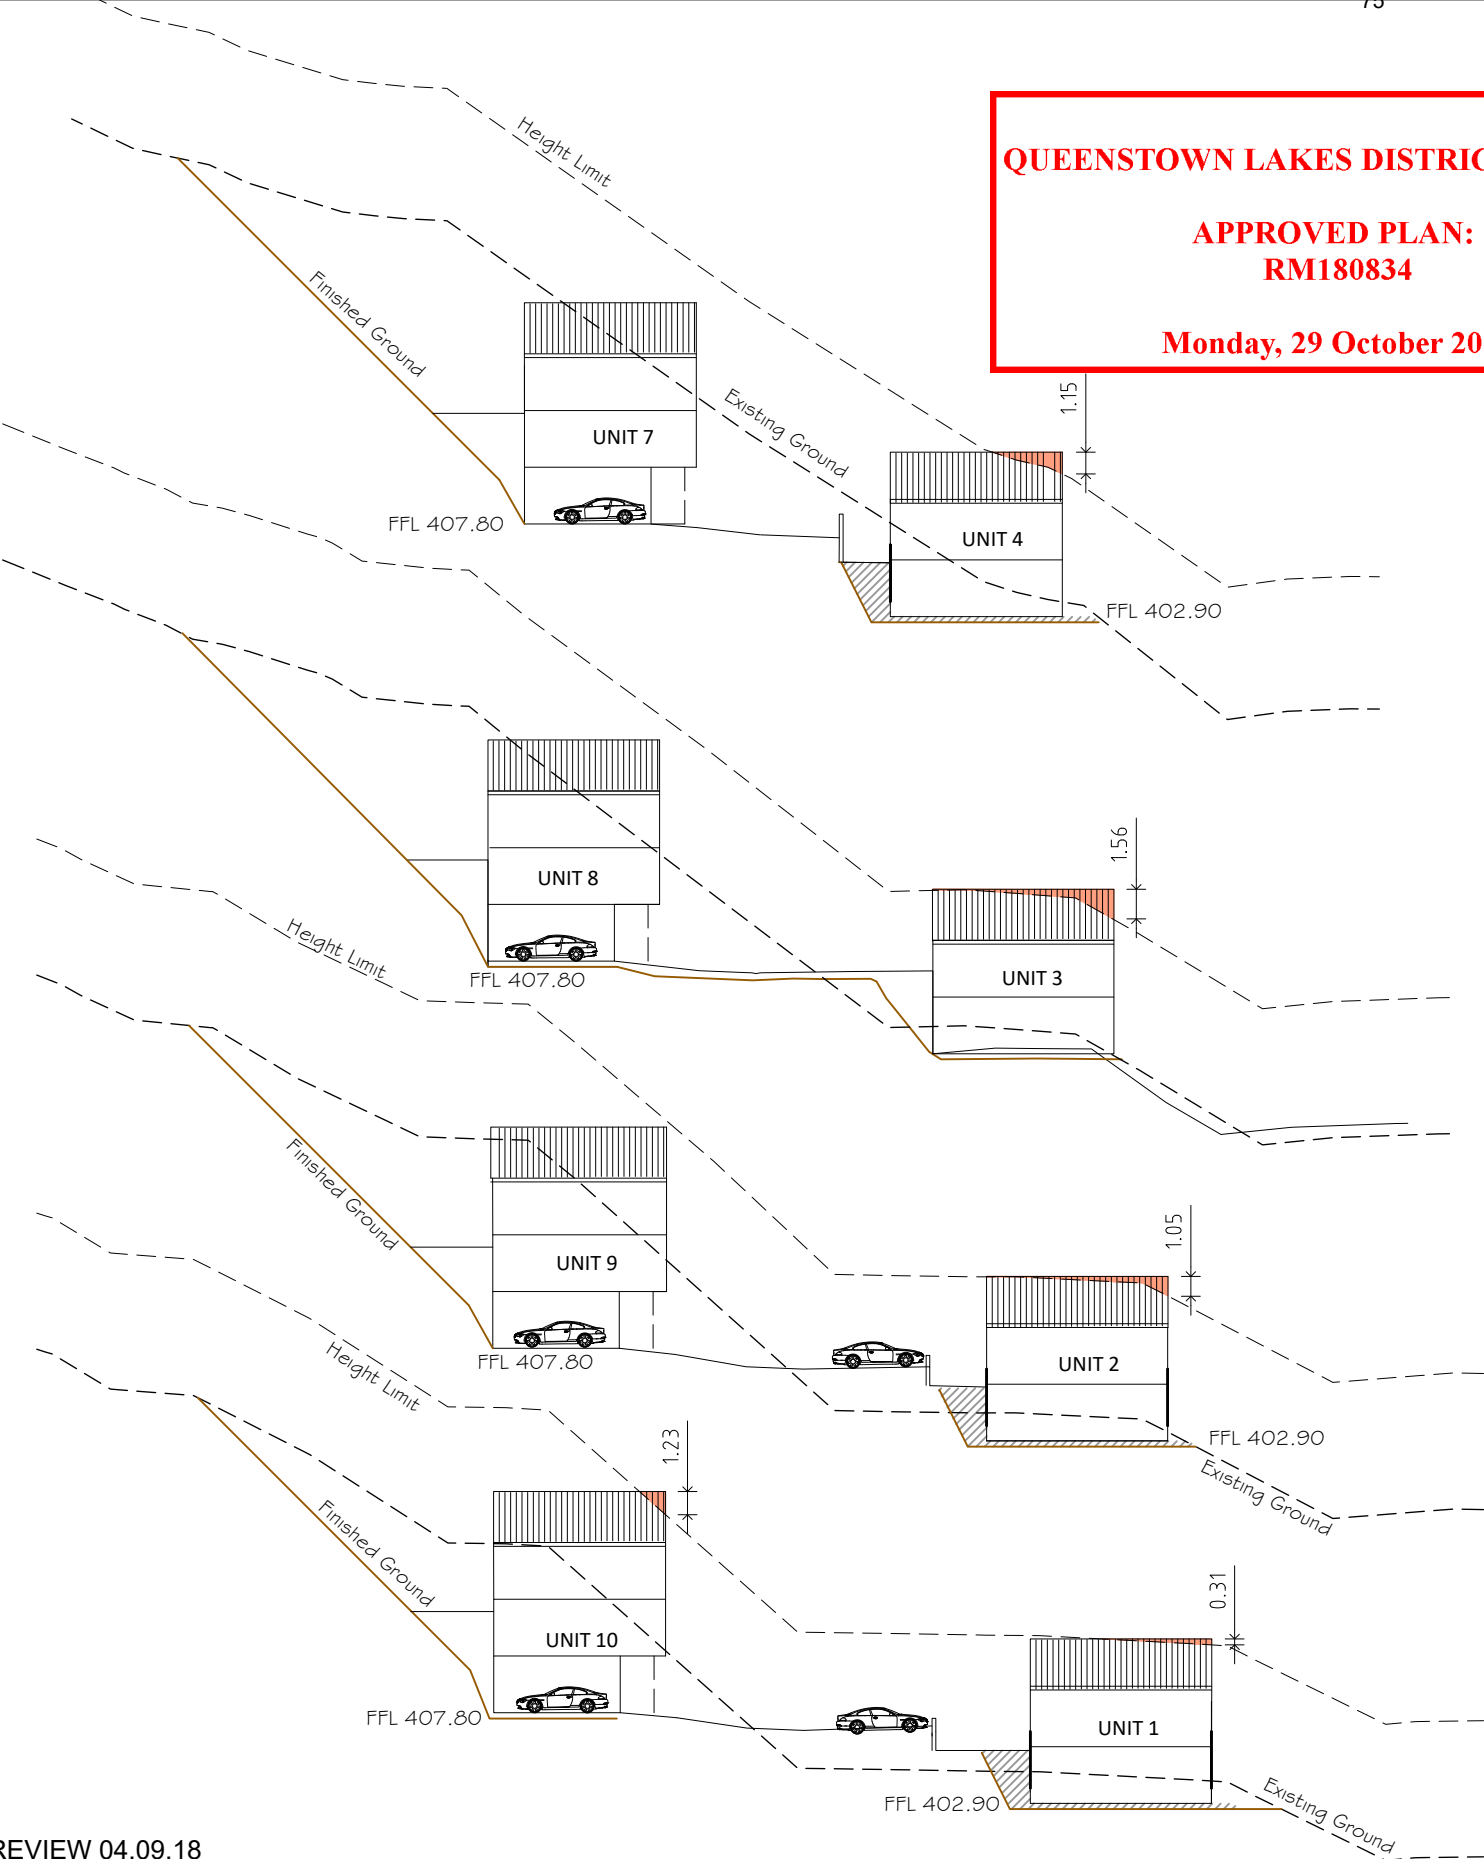 75
Height Limit
QUEENSTOWN LAKES DISTRIC
APPROVED PLAN:
RM180834
Monday, 29 October 20
Finished Ground
1.15
Existing Ground
UNIT 7
FFL 407.80
UNIT 4
FFL 402.90
1.56
UNIT 8
Height Limit
FFL 407.80
UNIT 3
Finished Ground
1.05
UNIT 9
FFL 407.80
Height Limit
UNIT 2
FFL 402.90
1.23
Existing Ground
Finished Ground
0.31
UNIT 10
FFL 407.80
UNIT 1
FFL 402.90
Existing Ground
REVIEW 04.09.18